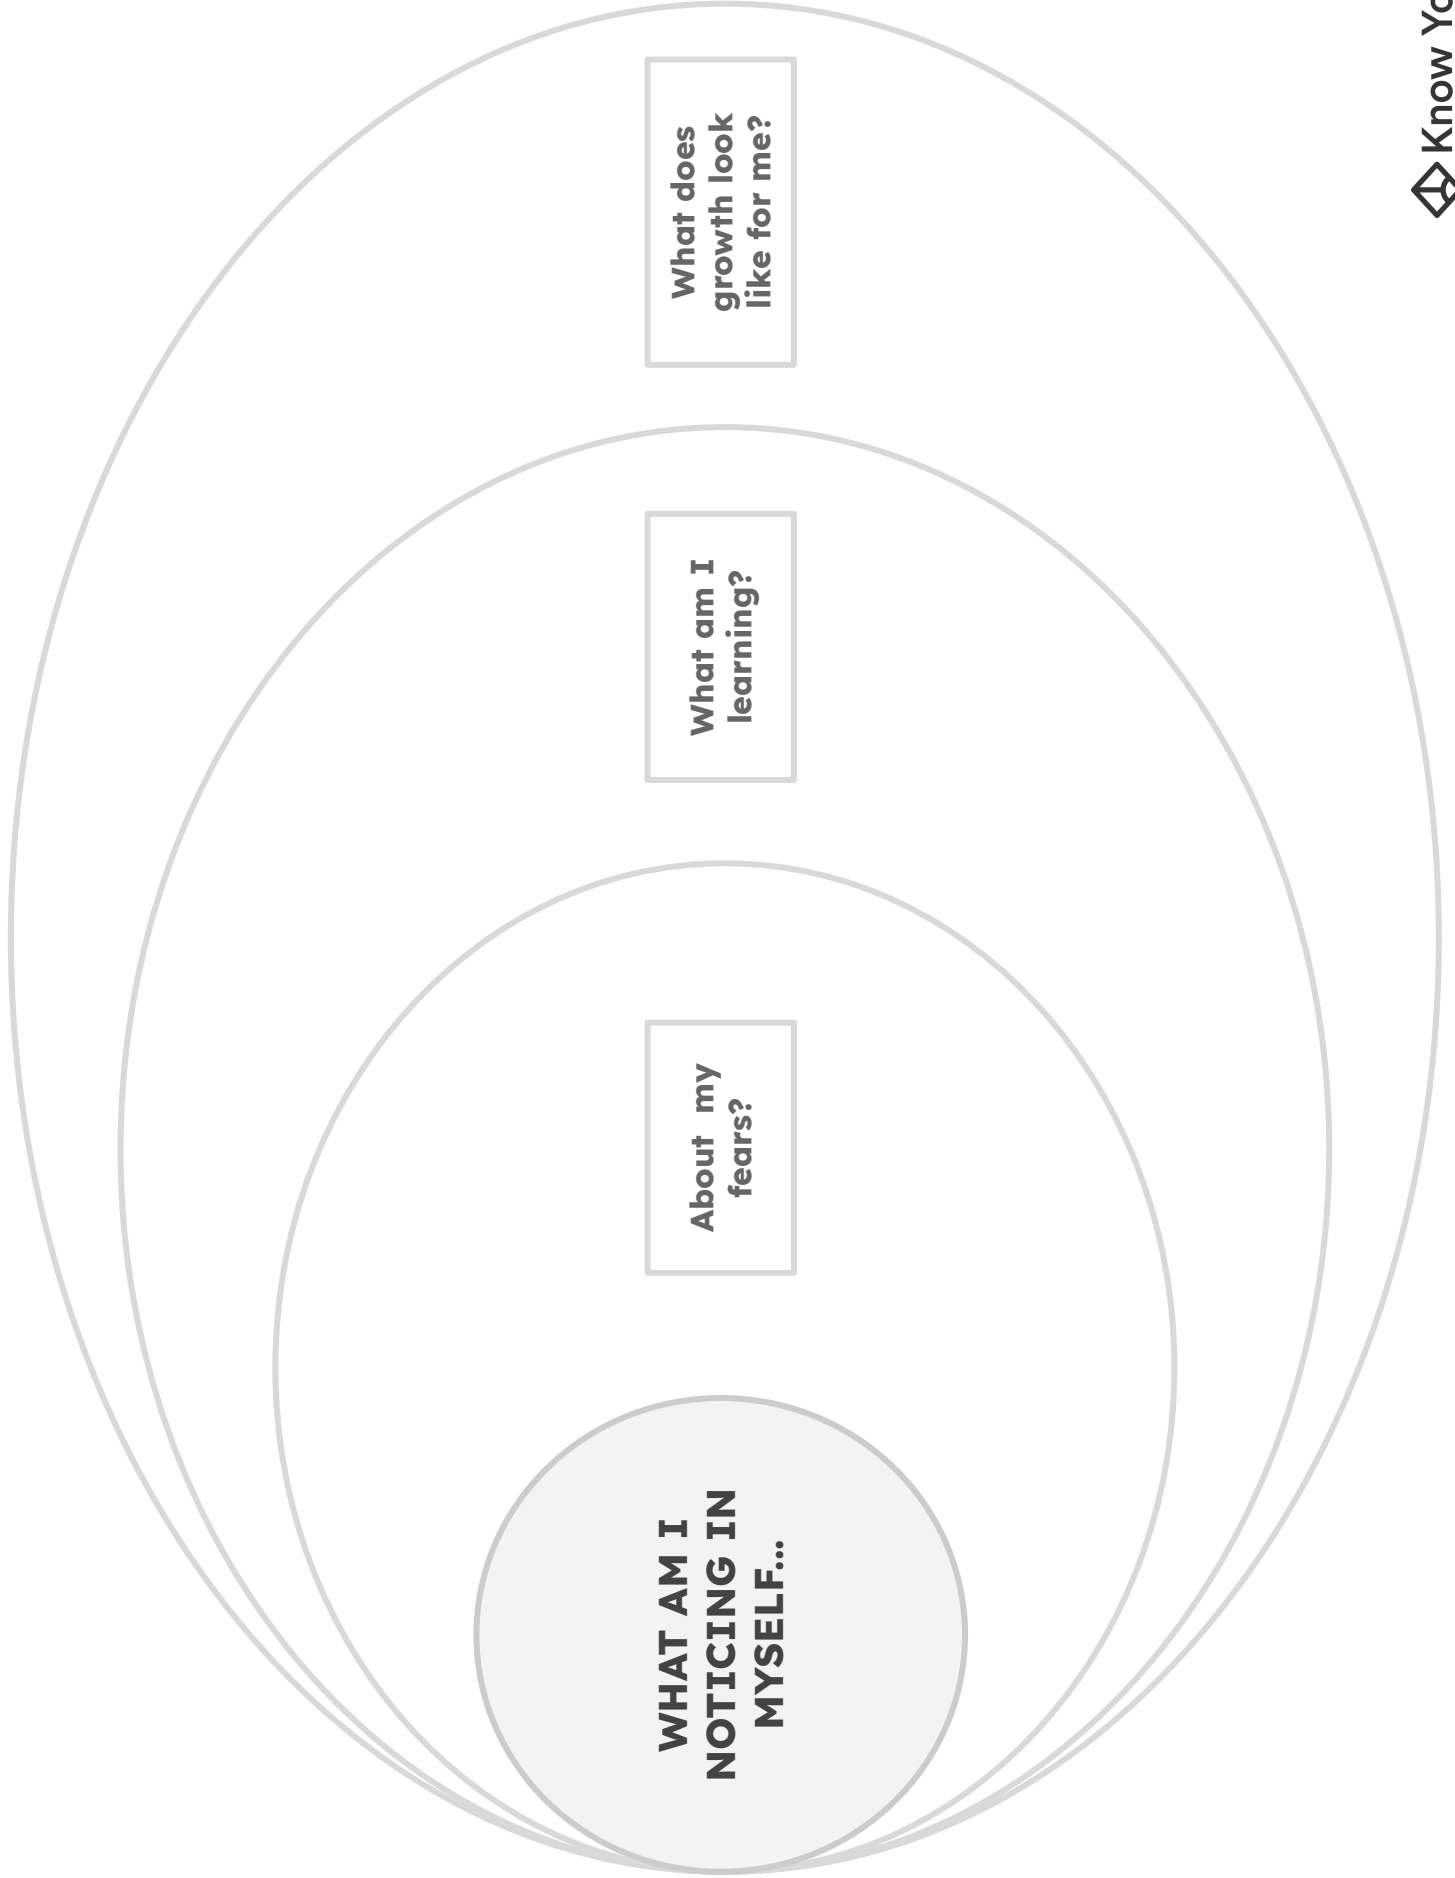 WHAT AM I
NOTICING IN
MYSELF...
About my
fears?
What am I
learning?
What does
growth look
like for me?
Know